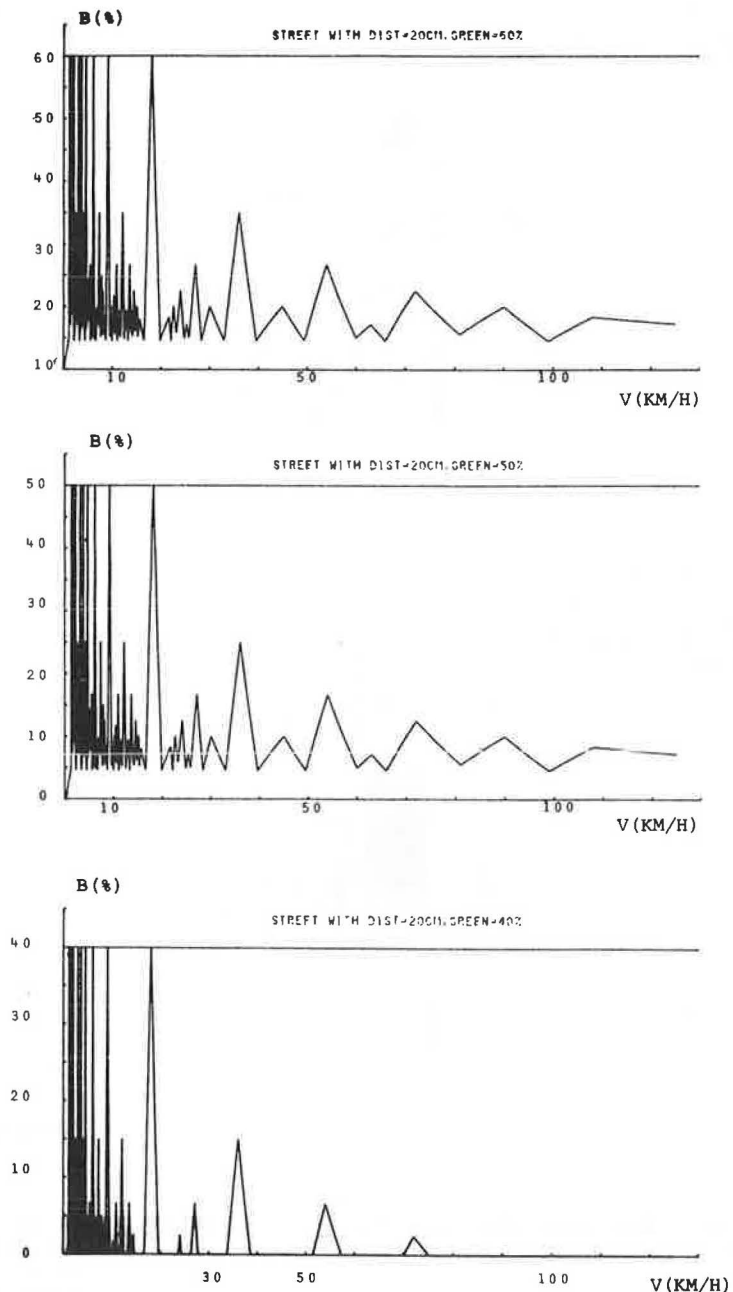 B(%)
STREET WITH DIST=20CM.GREEN=60%
60
50
40
30
20
10
10 50 100
V(KM/H)
B(%)
STREET WITH DIST=20CM.GREEN=50%
50
40
30
20
10
0
10 50 100
V(KM/H)
B(%)
STREET WITH DIST=20CM.GREEN=40%
40
30
20
10
0
30 50 100
V(KM/H)